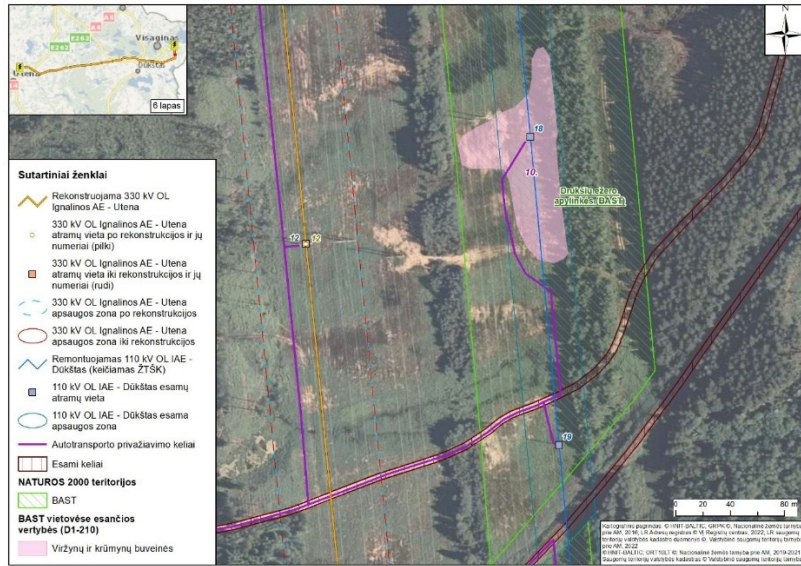 N
Visaginas
E262
E262
Utena
Dūkštas
6 lapas
18
10
Drūkšių ežero
apylinkės (BAST)
12
12
19
Sutartiniai ženklai
Rekonstruojama 330 kV OL
Ignalinos AE - Utena
330 kV OL Ignalinos AE - Utena
atramų vieta po rekonstrukcijos ir jų
numeriai (pilki)
330 kV OL Ignalinos AE - Utena
atramų vieta iki rekonstrukcijos ir jų
numeriai (rudi)
330 kV OL Ignalinos AE - Utena
apsaugos zona po rekonstrukcijos
330 kV OL Ignalinos AE - Utena
apsaugos zona iki rekonstrukcijos
Remontuojamas 110 kV OL IAE -
Dūkštas (keičiamas ŽTŠK)
110 kV OL IAE - Dūkštas esamų
atramų vieta
110 kV OL IAE - Dūkštas esama
apsaugos zona
Autotransporto privažiavimo keliai
Esami keliai
NATUROS 2000 teritorijos
BAST
BAST vietovėse esančios
vertybės (D1-210)
Viržynų ir krūmynų buveinės
0 20 40 80 m